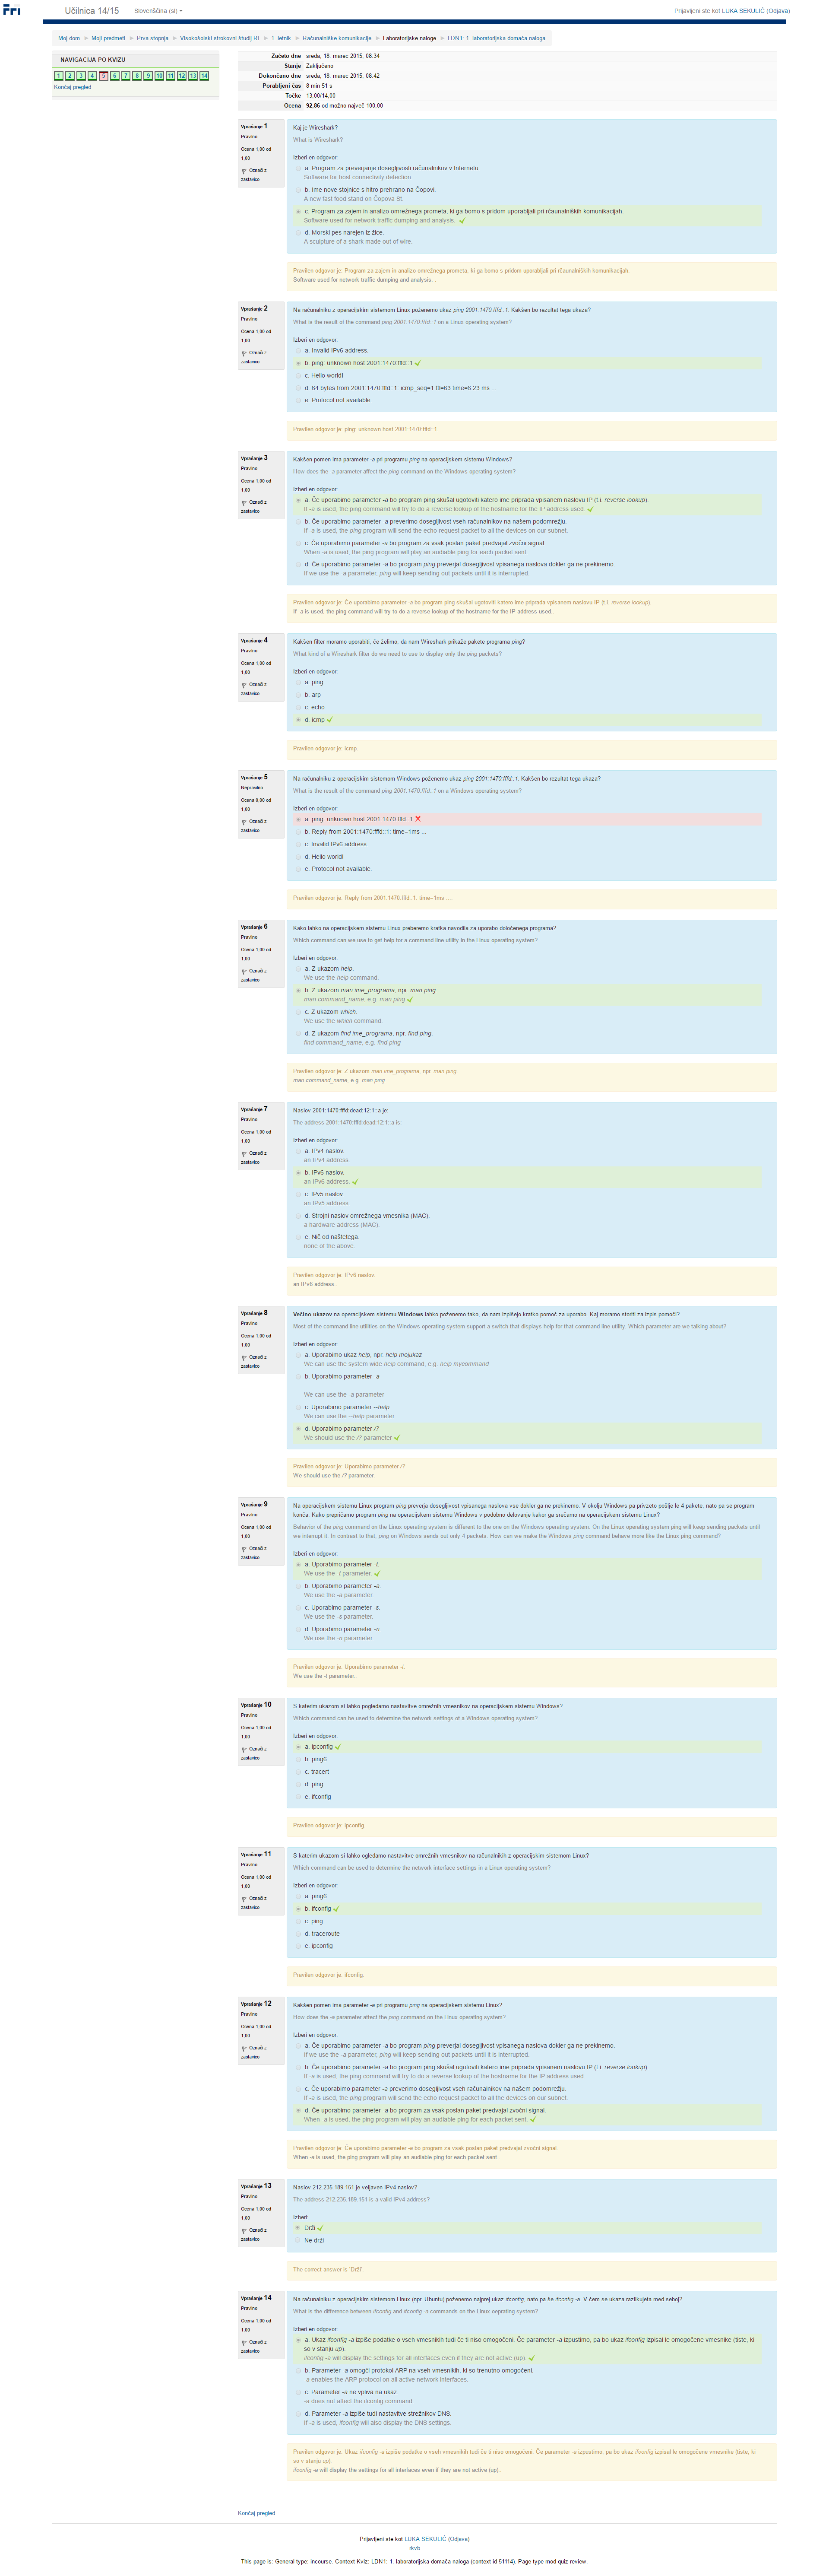 Fri
Učilnica 14/15
Slovenščina (sl)
Prijavljeni ste kot LUKA SEKULIĆ (Odjava)
Moj dom ► Moji predmeti ► Prva stopnja ► Visokošolski strokovni študij RI ► 1. letnik ► Računalniške komunikacije ► Laboratorijske naloge ► LDN1: 1. laboratorijska domača naloga
NAVIGACIJA PO KVIZU
1 2 3 4 5 6 7 8 9 10 11 12 13 14
Končaj pregled
Začeto dne sreda, 18. marec 2015, 08:34
Stanje Zaključeno
Dokončano dne sreda, 18. marec 2015, 08:42
Porabljeni čas 8 min 51 s
Točke 13,00/14,00
Ocena 92,86 od možno največ 100,00
Vprašanje 1
Pravilno
Ocena 1,00 od
1,00
Označi z
zastavico
Kaj je Wireshark?
What is Wireshark?
Izberi en odgovor:
a. Program za preverjanje dosegljivosti računalnikov v Internetu.
Software for host connectivity detection.
b. Ime nove stojnice s hitro prehrano na Čopovi.
A new fast food stand on Čopova St.
c. Program za zajem in analizo omrežnega prometa, ki ga bomo s pridom uporabljali pri rčaunalniških komunikacijah.
Software used for network traffic dumping and analysis.
d. Morski pes narejen iz žice.
A sculpture of a shark made out of wire.
Pravilen odgovor je: Program za zajem in analizo omrežnega prometa, ki ga bomo s pridom uporabljali pri rčaunalniških komunikacijah.
Software used for network traffic dumping and analysis..
Vprašanje 2
Pravilno
Ocena 1,00 od
1,00
Označi z
zastavico
Na računalniku z operacijskim sistemom Linux poženemo ukaz ping 2001:1470:fffd::1. Kakšen bo rezultat tega ukaza?
What is the result of the command ping 2001:1470:fffd::1 on a Linux operating system?
Izberi en odgovor:
a. Invalid IPv6 address.
b. ping: unknown host 2001:1470:fffd::1
c. Hello world!
d. 64 bytes from 2001:1470:fffd::1: icmp_seq=1 ttl=63 time=6.23 ms ...
e. Protocol not available.
Pravilen odgovor je: ping: unknown host 2001:1470:fffd::1.
Vprašanje 3
Pravilno
Ocena 1,00 od
1,00
Označi z
zastavico
Kakšen pomen ima parameter -a pri programu ping na operacijskem sistemu Windows?
How does the -a parameter affect the ping command on the Windows operating system?
Izberi en odgovor:
a. Če uporabimo parameter -a bo program ping skušal ugotoviti katero ime pripada vpisanem naslovu IP (t.i. reverse lookup).
If -a is used, the ping command will try to do a reverse lookup of the hostname for the IP address used.
b. Če uporabimo parameter -a preverimo dosegljivost vseh računalnikov na našem podomrežju.
If -a is used, the ping program will send the echo request packet to all the devices on our subnet.
c. Če uporabimo parameter -a bo program za vsak poslan paket predvajal zvočni signal.
When -a is used, the ping program will play an audiable ping for each packet sent.
d. Če uporabimo parameter -a bo program ping preverjal dosegljivost vpisanega naslova dokler ga ne prekinemo.
If we use the -a parameter, ping will keep sending out packets until it is interrupted.
Pravilen odgovor je: Če uporabimo parameter -a bo program ping skušal ugotoviti katero ime pripada vpisanem naslovu IP (t.i. reverse lookup).
If -a is used, the ping command will try to do a reverse lookup of the hostname for the IP address used..
Vprašanje 4
Pravilno
Ocena 1,00 od
1,00
Označi z
zastavico
Kakšen filter moramo uporabiti, če želimo, da nam Wireshark prikaže pakete programa ping?
What kind of a Wireshark filter do we need to use to display only the ping packets?
Izberi en odgovor:
a. ping
b. arp
c. echo
d. icmp
Pravilen odgovor je: icmp.
Vprašanje 5
Nepravilno
Ocena 0,00 od
1,00
Označi z
zastavico
Na računalniku z operacijskim sistemom Windows poženemo ukaz ping 2001:1470:fffd::1. Kakšen bo rezultat tega ukaza?
What is the result of the command ping 2001:1470:fffd::1 on a Windows operating system?
Izberi en odgovor:
a. ping: unknown host 2001:1470:fffd::1
b. Reply from 2001:1470:fffd::1: time=1ms ...
c. Invalid IPv6 address.
d. Hello world!
e. Protocol not available.
Pravilen odgovor je: Reply from 2001:1470:fffd::1: time=1ms ....
Vprašanje 6
Pravilno
Ocena 1,00 od
1,00
Označi z
zastavico
Kako lahko na operacijskem sistemu Linux preberemo kratka navodila za uporabo določenega programa?
Which command can we use to get help for a command line utility in the Linux operating system?
Izberi en odgovor:
a. Z ukazom help.
We use the help command.
b. Z ukazom man ime_programa, npr. man ping.
man command_name, e.g. man ping
c. Z ukazom which.
We use the which command.
d. Z ukazom find ime_programa, npr. find ping.
find command_name, e.g. find ping
Pravilen odgovor je: Z ukazom man ime_programa, npr. man ping.
man command_name, e.g. man ping.
Vprašanje 7
Pravilno
Ocena 1,00 od
1,00
Označi z
zastavico
Naslov 2001:1470:fffd:dead:12:1::a je:
The address 2001:1470:fffd:dead:12:1::a is:
Izberi en odgovor:
a. IPv4 naslov.
an IPv4 address.
b. IPv6 naslov.
an IPv6 address.
c. IPv5 naslov.
an IPv5 address.
d. Strojni naslov omrežnega vmesnika (MAC).
a hardware address (MAC).
e. Nič od naštetega.
none of the above.
Pravilen odgovor je: IPv6 naslov.
an IPv6 address..
Vprašanje 8
Pravilno
Ocena 1,00 od
1,00
Označi z
zastavico
Večino ukazov na operacijskem sistemu Windows lahko poženemo tako, da nam izpišejo kratko pomoč za uporabo. Kaj moramo storiti za izpis pomoči?
Most of the command line utilities on the Windows operating system support a switch that displays help for that command line utility. Which parameter are we talking about?
Izberi en odgovor:
a. Uporabimo ukaz help, npr. help mojukaz
We can use the system wide help command, e.g. help mycommand
b. Uporabimo parameter -a
We can use the -a parameter
c. Uporabimo parameter --help
We can use the --help parameter
d. Uporabimo parameter /?
We should use the /? parameter
Pravilen odgovor je: Uporabimo parameter /?
We should use the /? parameter.
Vprašanje 9
Pravilno
Ocena 1,00 od
1,00
Označi z
zastavico
Na operacijskem sistemu Linux program ping preverja dosegljivost vpisanega naslova vse dokler ga ne prekinemo. V okolju Windows pa privzeto pošlje le 4 pakete, nato pa se program
konča. Kako prepričamo program ping na operacijskem sistemu Windows v podobno delovanje kakor ga srečamo na operacijskem sistemu Linux?
Behavior of the ping command on the Linux operating system is different to the one on the Windows operating system. On the Linux operating system ping will keep sending packets until
we interrupt it. In contrast to that, ping on Windows sends out only 4 packets. How can we make the Windows ping command behave more like the Linux ping command?
Izberi en odgovor:
a. Uporabimo parameter -t.
We use the -t parameter.
b. Uporabimo parameter -a.
We use the -a parameter.
c. Uporabimo parameter -s.
We use the -s parameter.
d. Uporabimo parameter -n.
We use the -n parameter.
Pravilen odgovor je: Uporabimo parameter -t.
We use the -t parameter..
Vprašanje 10
Pravilno
Ocena 1,00 od
1,00
Označi z
zastavico
S katerim ukazom si lahko pogledamo nastavitve omrežnih vmesnikov na operacijskem sistemu Windows?
Which command can be used to determine the network settings of a Windows operating system?
Izberi en odgovor:
a. ipconfig
b. ping6
c. tracert
d. ping
e. ifconfig
Pravilen odgovor je: ipconfig.
Vprašanje 11
Pravilno
Ocena 1,00 od
1,00
Označi z
zastavico
S katerim ukazom si lahko ogledamo nastavitve omrežnih vmesnikov na računalnikih z operacijskim sistemom Linux?
Which command can be used to determine the network interface settings in a Linux operating system?
Izberi en odgovor:
a. ping6
b. ifconfig
c. ping
d. traceroute
e. ipconfig
Pravilen odgovor je: ifconfig.
Vprašanje 12
Pravilno
Ocena 1,00 od
1,00
Označi z
zastavico
Kakšen pomen ima parameter -a pri programu ping na operacijskem sistemu Linux?
How does the -a parameter affect the ping command on the Linux operating system?
Izberi en odgovor:
a. Če uporabimo parameter -a bo program ping preverjal dosegljivost vpisanega naslova dokler ga ne prekinemo.
If we use the -a parameter, ping will keep sending out packets until it is interrupted.
b. Če uporabimo parameter -a bo program ping skušal ugotoviti katero ime pripada vpisanem naslovu IP (t.i. reverse lookup).
If -a is used, the ping command will try to do a reverse lookup of the hostname for the IP address used.
c. Če uporabimo parameter -a preverimo dosegljivost vseh računalnikov na našem podomrežju.
If -a is used, the ping program will send the echo request packet to all the devices on our subnet.
d. Če uporabimo parameter -a bo program za vsak poslan paket predvajal zvočni signal.
When -a is used, the ping program will play an audiable ping for each packet sent.
Pravilen odgovor je: Če uporabimo parameter -a bo program za vsak poslan paket predvajal zvočni signal.
When -a is used, the ping program will play an audiable ping for each packet sent..
Vprašanje 13
Pravilno
Ocena 1,00 od
1,00
Označi z
zastavico
Naslov 212.235.189.151 je veljaven IPv4 naslov?
The address 212.235.189.151 is a valid IPv4 address?
Izberi:
Drži
Ne drži
The correct answer is 'Drži'.
Vprašanje 14
Pravilno
Ocena 1,00 od
1,00
Označi z
zastavico
Na računalniku z operacijskim sistemom Linux (npr. Ubuntu) poženemo najprej ukaz ifconfig, nato pa še ifconfig -a. V čem se ukaza razlikujeta med seboj?
What is the difference between ifconfig and ifconfig -a commands on the Linux oeprating system?
Izberi en odgovor:
a. Ukaz ifconfig -a izpiše podatke o vseh vmesnikih tudi če ti niso omogočeni. Če parameter -a izpustimo, pa bo ukaz ifconfig izpisal le omogočene vmesnike (tiste, ki
so v stanju up).
ifconfig -a will display the settings for all interfaces even if they are not active (up).
b. Parameter -a omogči protokol ARP na vseh vmesnikih, ki so trenutno omogočeni.
-a enables the ARP protocol on all active network interfaces.
c. Parameter -a ne vpliva na ukaz.
-a does not affect the ifconfig command.
d. Parameter -a izpiše tudi nastavitve strežnikov DNS.
If -a is used, ifconfig will also display the DNS settings.
Pravilen odgovor je: Ukaz ifconfig -a izpiše podatke o vseh vmesnikih tudi če ti niso omogočeni. Če parameter -a izpustimo, pa bo ukaz ifconfig izpisal le omogočene vmesnike (tiste, ki
so v stanju up).
ifconfig -a will display the settings for all interfaces even if they are not active (up).
Končaj pregled
Prijavljeni ste kot LUKA SEKULIĆ (Odjava)
rkvb
This page is: General type: incourse. Context Kviz: LDN1: 1. laboratorijska domača naloga (context id 51114). Page type mod-quiz-review.